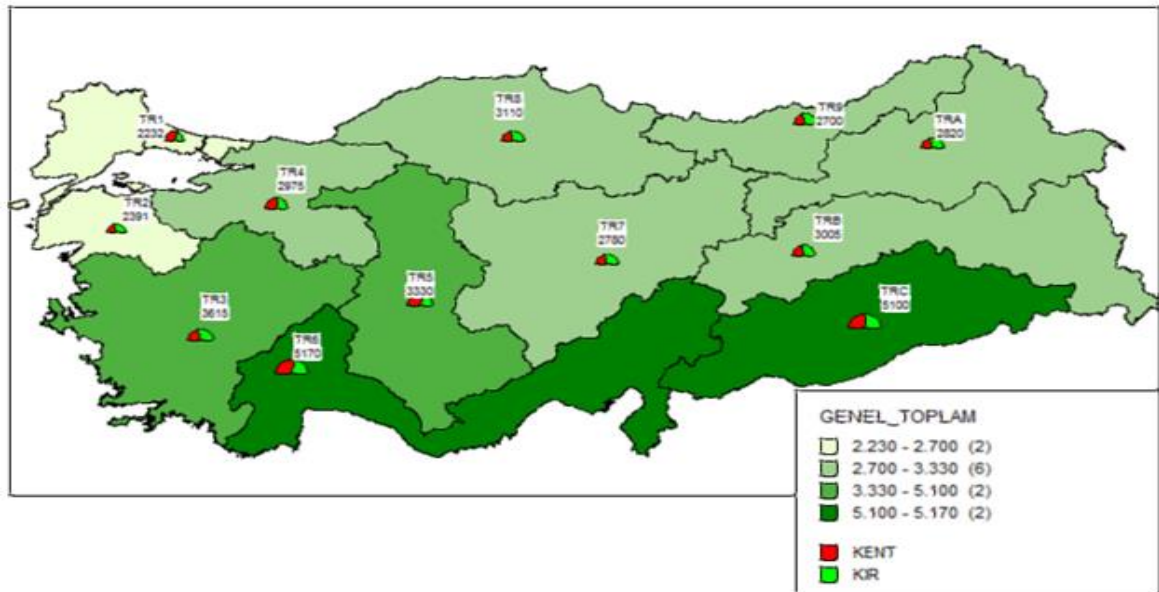 TR1
2232
TR8
3110
TR9
2700
TRA
2820
TR4
2975
TR2
2391
TR7
2780
TRB
3005
TR5
3330
TRC
5100
TR3
3615
TR6
5170
GENEL_TOPLAM
2.230 - 2.700 (2)
2.700 - 3.330 (6)
3.330 - 5.100 (2)
5.100 - 5.170 (2)
KENT
KIR